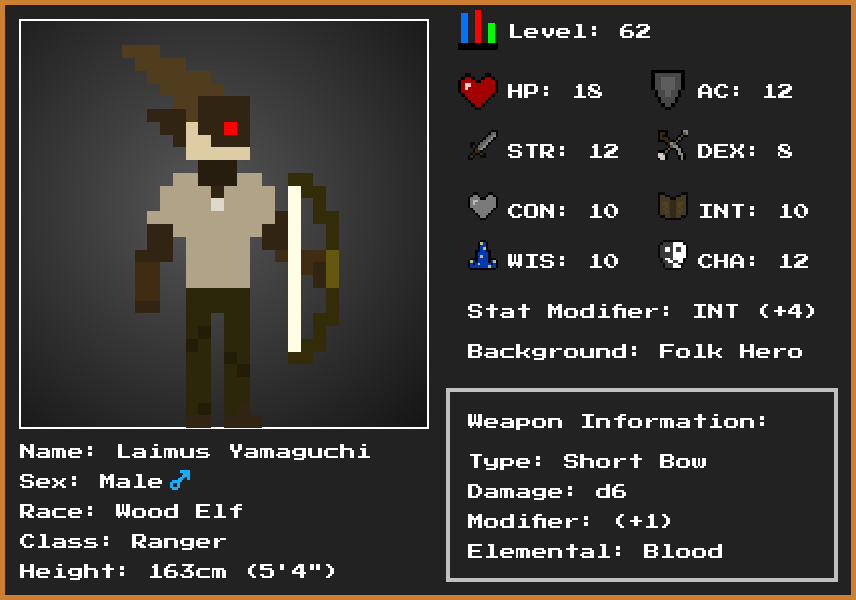 Level: 62
HP: 18 AC: 12
STR: 12 DEX: 8
CON: 10 INT: 10
WIS: 10 CHA: 12
Stat Modifier: INT (+4)
Background: Folk Hero
Weapon Information:
Type: Short Bow
Damage: d6
Modifier: (+1)
Elemental: Blood
Name: Laimus Yamaguchi
Sex: Male♂
Race: Wood Elf
Class: Ranger
Height: 163cm (5'4")